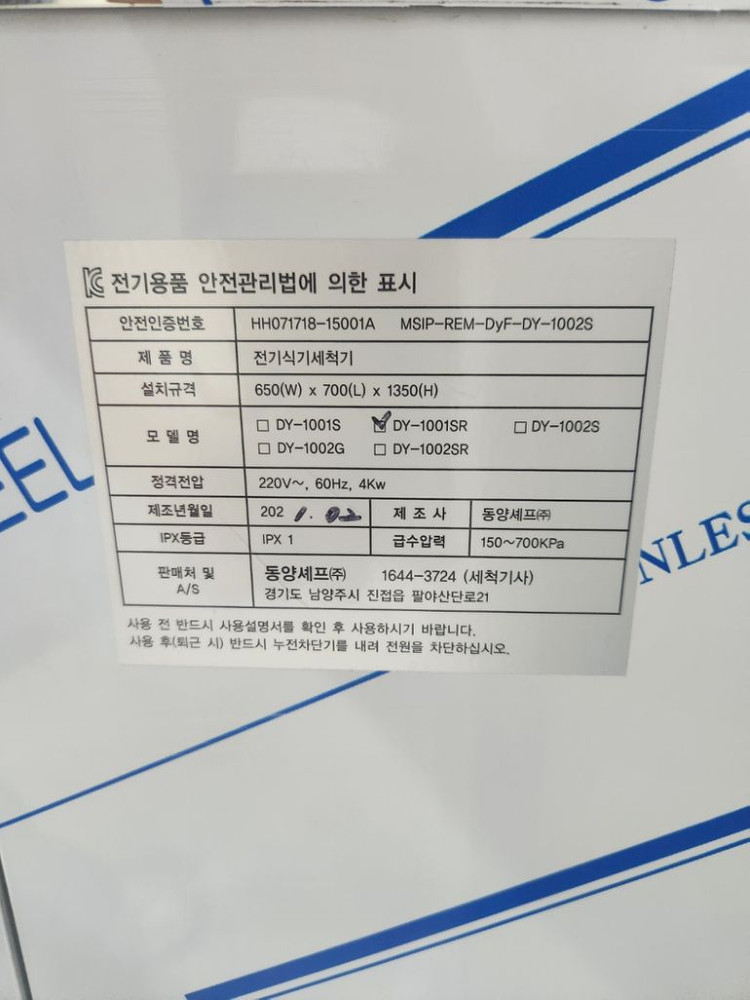 전기용품 안전관리법에 의한 표시
안전인증번호 HH071718-15001A MSIP-REM-DyF-DY-1002S
제 품 명 전기식기세척기
설치규격 650(W) x 700(L) x 1350(H)
모 델 명 □ DY-1001S ☑ DY-1001SR □ DY-1002S
□ DY-1002G □ DY-1002SR
정격전압 220V~, 60Hz, 4Kw
제조년월일 2021. 02 제 조 사 동양셰프㈜
IPX등급 IPX 1 급수압력 150~700KPa
판매처 및 A/S 동양셰프㈜ 1644-3724 (세척기사)
경기도 남양주시 진접읍 팔야산단로21
사용 전 반드시 사용설명서를 확인 후 사용하시기 바랍니다.
사용 후(퇴근 시) 반드시 누전차단기를 내려 전원을 차단하십시오.
EEL
NLES